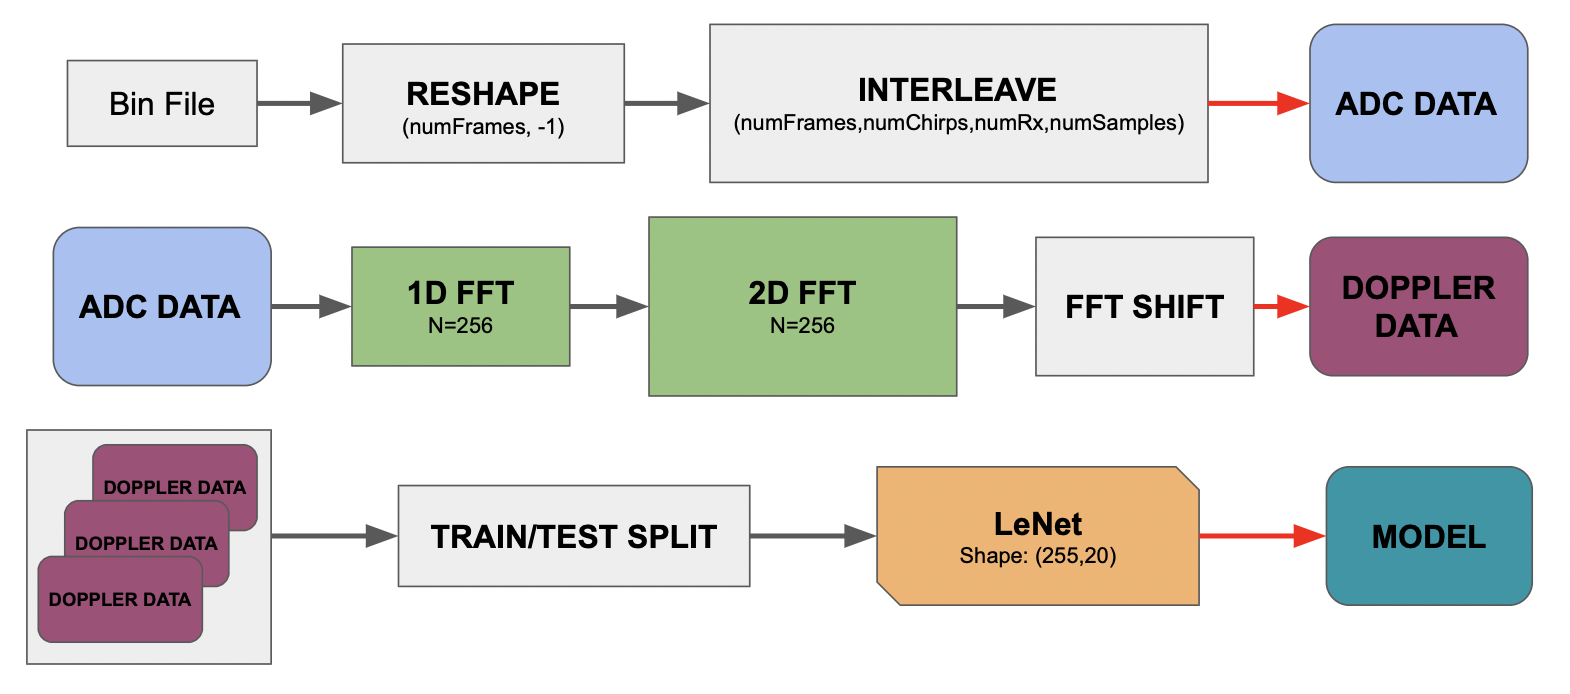 Bin File
RESHAPE
(numFrames, -1)
INTERLEAVE
(numFrames,numChirps,numRx,numSamples)
ADC DATA
ADC DATA
1D FFT
N=256
2D FFT
N=256
FFT SHIFT
DOPPLER
DATA
DOPPLER DATA
DOPPLER DATA
DOPPLER DATA
TRAIN/TEST SPLIT
LeNet
Shape: (255,20)
MODEL